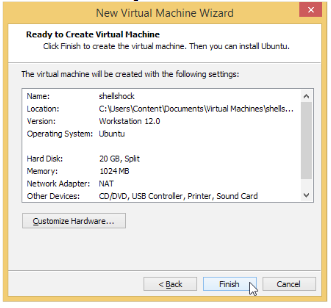 New Virtual Machine Wizard
Ready to Create Virtual Machine
Click Finish to create the virtual machine. Then you can install Ubuntu.
The virtual machine will be created with the following settings:
Name: shellshock
Location: C:\Users\Content\Documents\Virtual Machines\shells...
Version: Workstation 12.0
Operating System: Ubuntu
Hard Disk: 20 GB, Split
Memory: 1024 MB
Network Adapter: NAT
Other Devices: CD/DVD, USB Controller, Printer, Sound Card
Customize Hardware...
< Back Finish Cancel